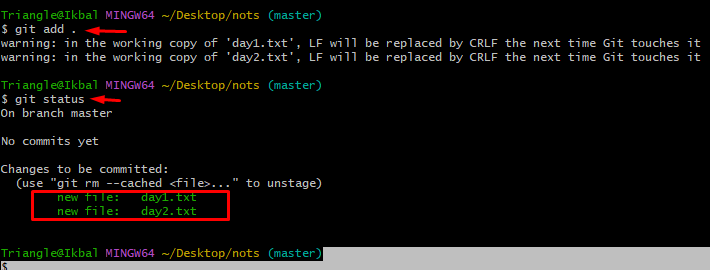 Triangle@Ikbal MINGW64 ~/Desktop/nots (master)
$ git add .
warning: in the working copy of 'day1.txt', LF will be replaced by CRLF the next time Git touches it
warning: in the working copy of 'day2.txt', LF will be replaced by CRLF the next time Git touches it
Triangle@Ikbal MINGW64 ~/Desktop/nots (master)
$ git status
On branch master
No commits yet
Changes to be committed:
(use "git rm --cached <file>..." to unstage)
new file: day1.txt
new file: day2.txt
Triangle@Ikbal MINGW64 ~/Desktop/nots (master)
$